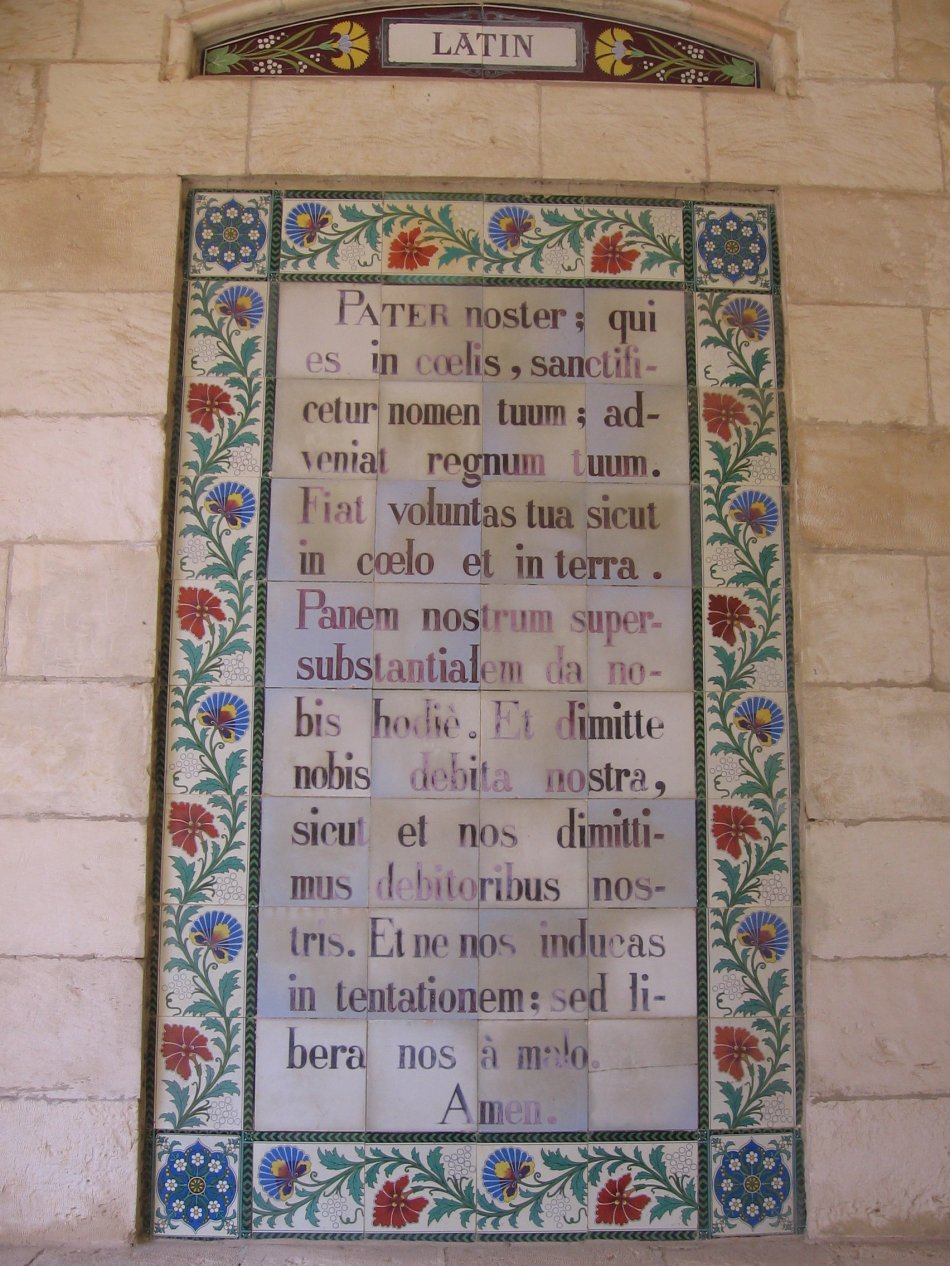 LATIN
PATER noster; qui
es in cœlis, sanctifi-
cetur nomen tuum; ad-
veniat regnum tuum.
Fiat voluntas tua sicut
in cœlo et in terra.
Panem nostrum super-
substantialem da no-
bis hodiè. Et dimitte
nobis debita nostra,
sicut et nos dimitti-
mus debitoribus nos-
tris. Et ne nos inducas
in tentationem; sed li-
bera nos à malo.
Amen.